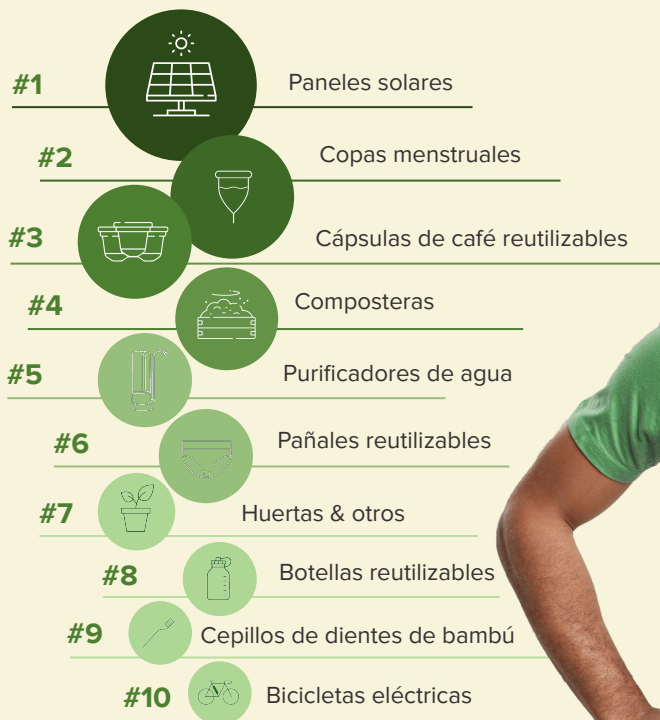 #1 Paneles solares
#2 Copas menstruales
#3 Cápsulas de café reutilizables
#4 Composteras
#5 Purificadores de agua
#6 Pañales reutilizables
#7 Huertas & otros
#8 Botellas reutilizables
#9 Cepillos de dientes de bambú
#10 Bicicletas eléctricas